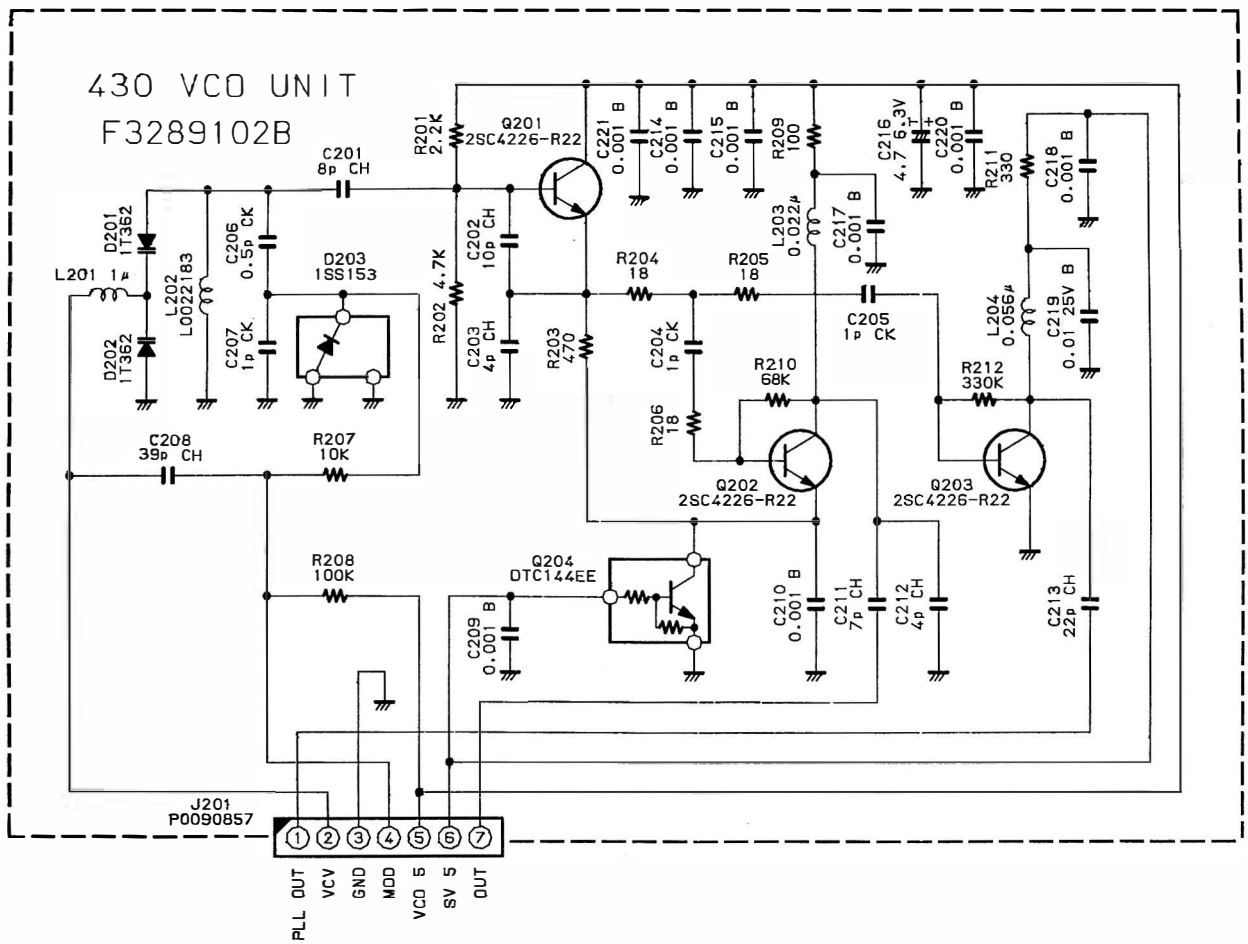 430 VCO UNIT
F3289102B
C201
8p CH
R201
2.2K
Q201
2SC4226-R22
C221
0.001 B
C214
0.001 B
C215
0.001 B
R209
100
C216
4.7 6.3V
+
C220
0.001 B
R211
330
C218
0.001 B
D201
1T362
L201 1μ
D202
1T362
L202
L0022183
C206
0.5p CK
C207
1p CK
D203
1SS153
R202 4.7K
C202
10p CH
C203
4p CH
R203
470
R204
18
R205
18
C204
1p CK
L203
0.022μ
C217
0.001 B
C205
1p CK
L204
0.056μ
C219
0.01 25V B
R206
18
R210
68K
R212
330K
C208
39p CH
R207
10K
Q202
2SC4226-R22
Q203
2SC4226-R22
R208
100K
Q204
DTC144EE
C209
0.001 B
C210
0.001 B
C211
7p CH
C212
4p CH
C213
22p CH
J201
P0090857
1 2 3 4 5 6 7
PLL OUT
VCV
GND
MOD
VCO 5
SV 5
OUT